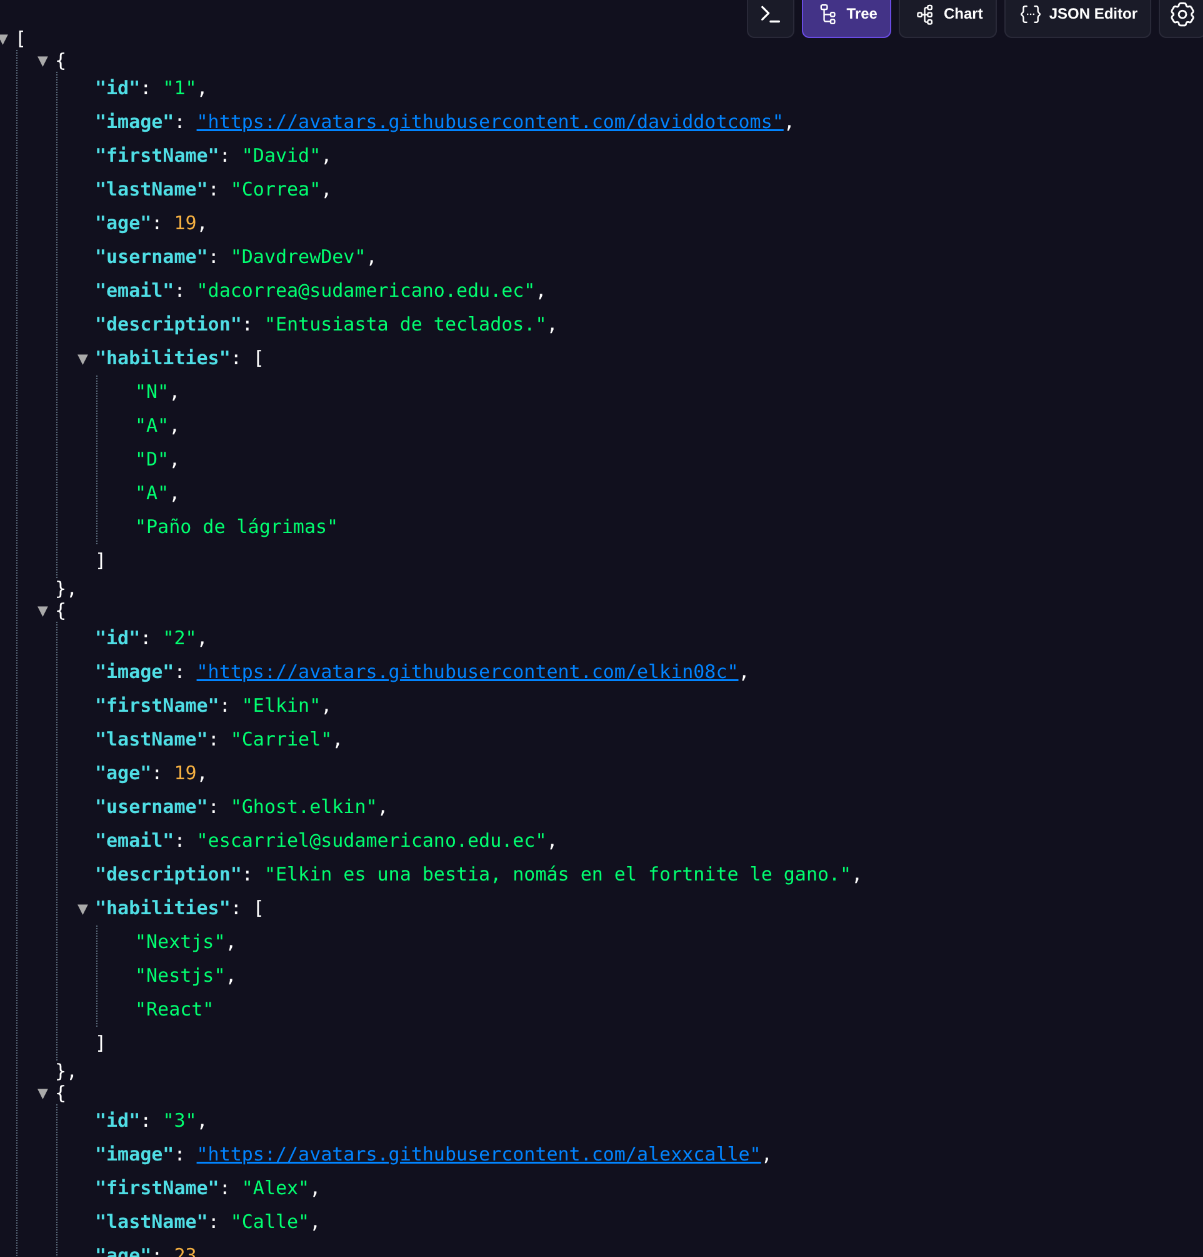 Tree Chart {··} JSON Editor
[
{
"id": "1",
"image": "https://avatars.githubusercontent.com/daviddotcoms",
"firstName": "David",
"lastName": "Correa",
"age": 19,
"username": "DavdrewDev",
"email": "dacorrea@sudamericano.edu.ec",
"description": "Entusiasta de teclados.",
"habilities": [
"N",
"A",
"D",
"A",
"Paño de lágrimas"
]
},
{
"id": "2",
"image": "https://avatars.githubusercontent.com/elkin08c",
"firstName": "Elkin",
"lastName": "Carriel",
"age": 19,
"username": "Ghost.elkin",
"email": "escarriel@sudamericano.edu.ec",
"description": "Elkin es una bestia, nomás en el fortnite le gano.",
"habilities": [
"Nextjs",
"Nestjs",
"React"
]
},
{
"id": "3",
"image": "https://avatars.githubusercontent.com/alexxcalle",
"firstName": "Alex",
"lastName": "Calle",
"age": 23